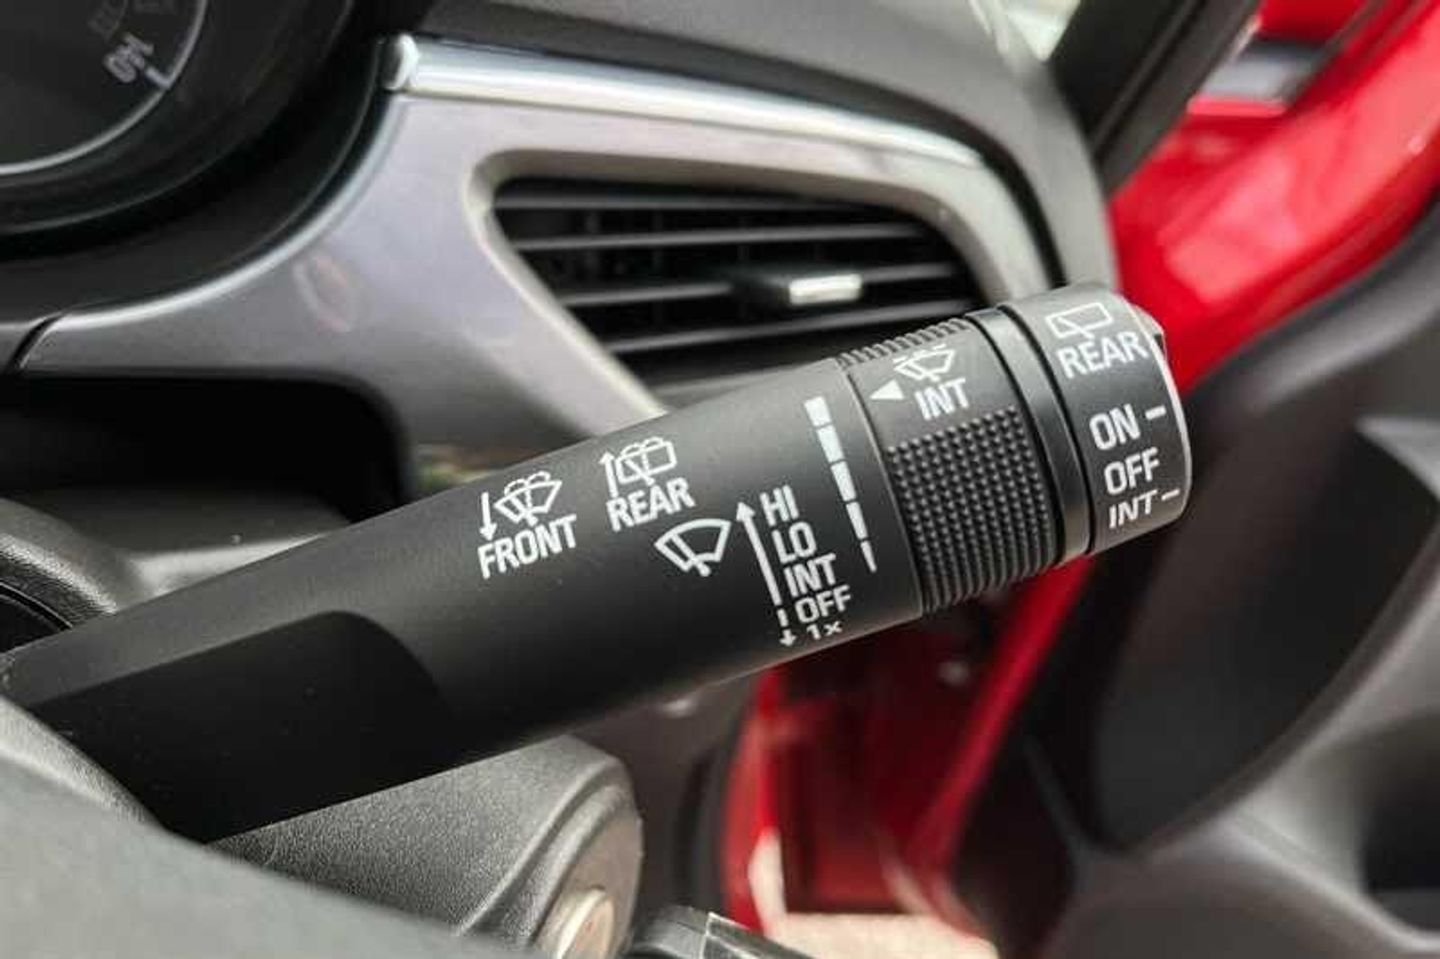 FRONT
REAR
HI
LO
INT
OFF
1x
INT
REAR
ON
OFF
INT